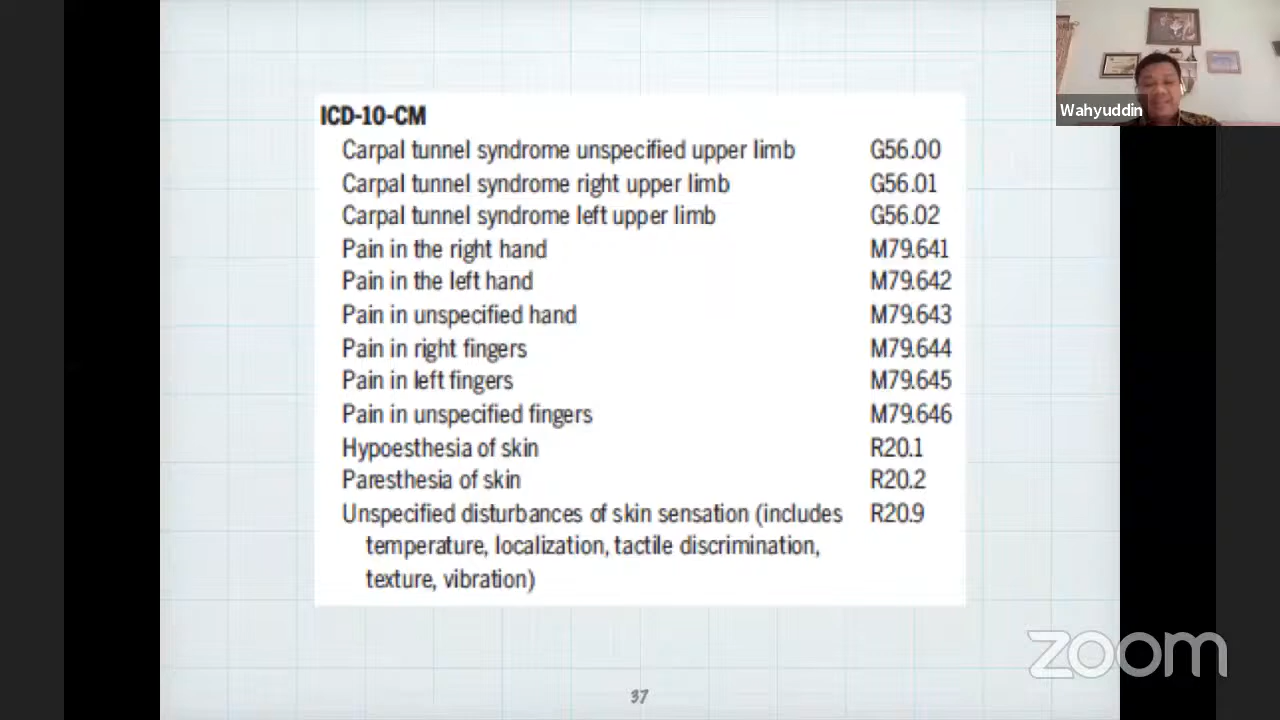 ICD-10-CM
Carpal tunnel syndrome unspecified upper limb G56.00
Carpal tunnel syndrome right upper limb G56.01
Carpal tunnel syndrome left upper limb G56.02
Pain in the right hand M79.641
Pain in the left hand M79.642
Pain in unspecified hand M79.643
Pain in right fingers M79.644
Pain in left fingers M79.645
Pain in unspecified fingers M79.646
Hypoesthesia of skin R20.1
Paresthesia of skin R20.2
Unspecified disturbances of skin sensation (includes R20.9
temperature, localization, tactile discrimination,
texture, vibration)
37
Wahyuddin
zoom